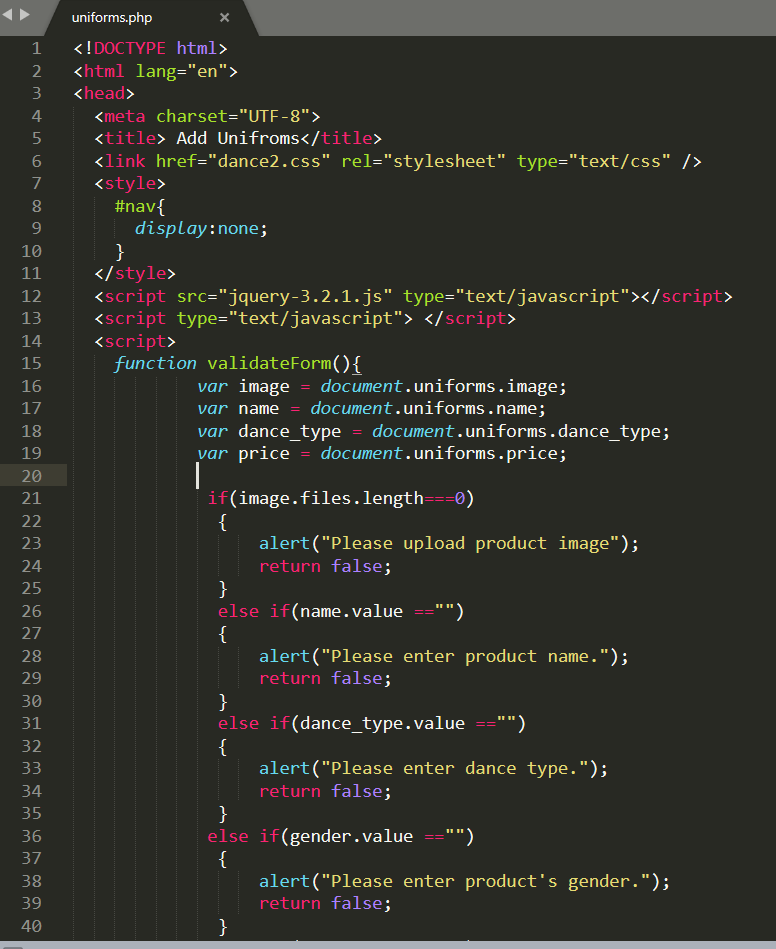 uniforms.php ×
1 <!DOCTYPE html>
2 <html lang="en">
3 <head>
4 <meta charset="UTF-8">
5 <title> Add Unifroms</title>
6 <link href="dance2.css" rel="stylesheet" type="text/css" />
7 <style>
8 #nav{
9 display:none;
10 }
11 </style>
12 <script src="jquery-3.2.1.js" type="text/javascript"></script>
13 <script type="text/javascript"> </script>
14 <script>
15 function validateForm(){
16 var image = document.uniforms.image;
17 var name = document.uniforms.name;
18 var dance_type = document.uniforms.dance_type;
19 var price = document.uniforms.price;
20
21 if(image.files.length===0)
22 {
23 alert("Please upload product image");
24 return false;
25 }
26 else if(name.value =="")
27 {
28 alert("Please enter product name.");
29 return false;
30 }
31 else if(dance_type.value =="")
32 {
33 alert("Please enter dance type.");
34 return false;
35 }
36 else if(gender.value =="")
37 {
38 alert("Please enter product's gender.");
39 return false;
40 }